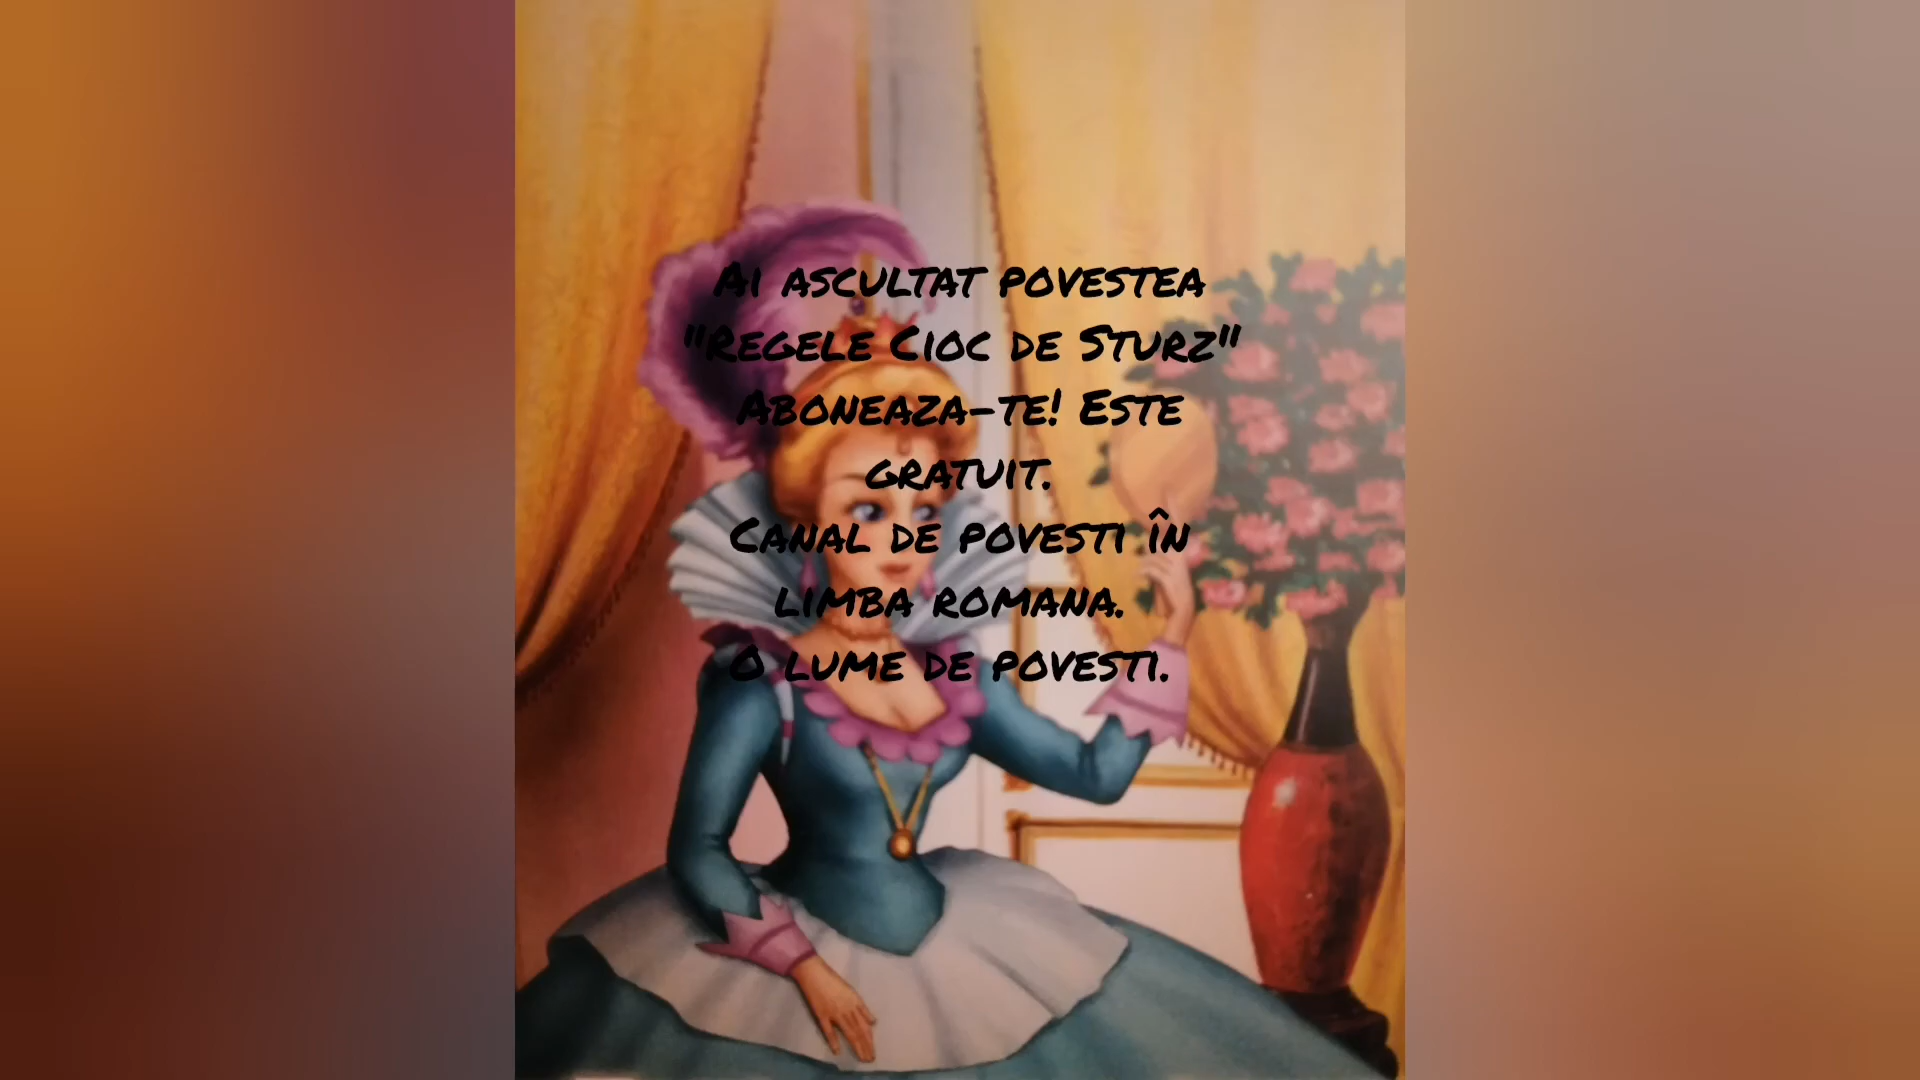 Ai ascultat povestea
"Regele Cioc de Sturz"
Aboneaza-te! Este
gratuit.
Canal de povesti în
limba romana.
O lume de povesti.